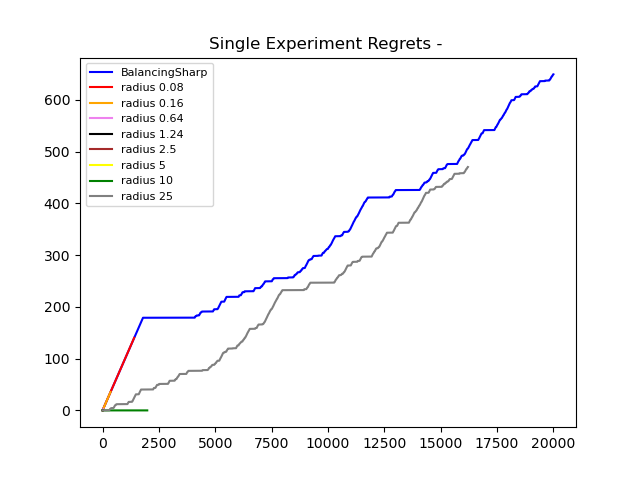 Single Experiment Regrets -
BalancingSharp
radius 0.08
radius 0.16
radius 0.64
radius 1.24
radius 2.5
radius 5
radius 10
radius 25
600
500
400
300
200
100
0
0 2500 5000 7500 10000 12500 15000 17500 20000